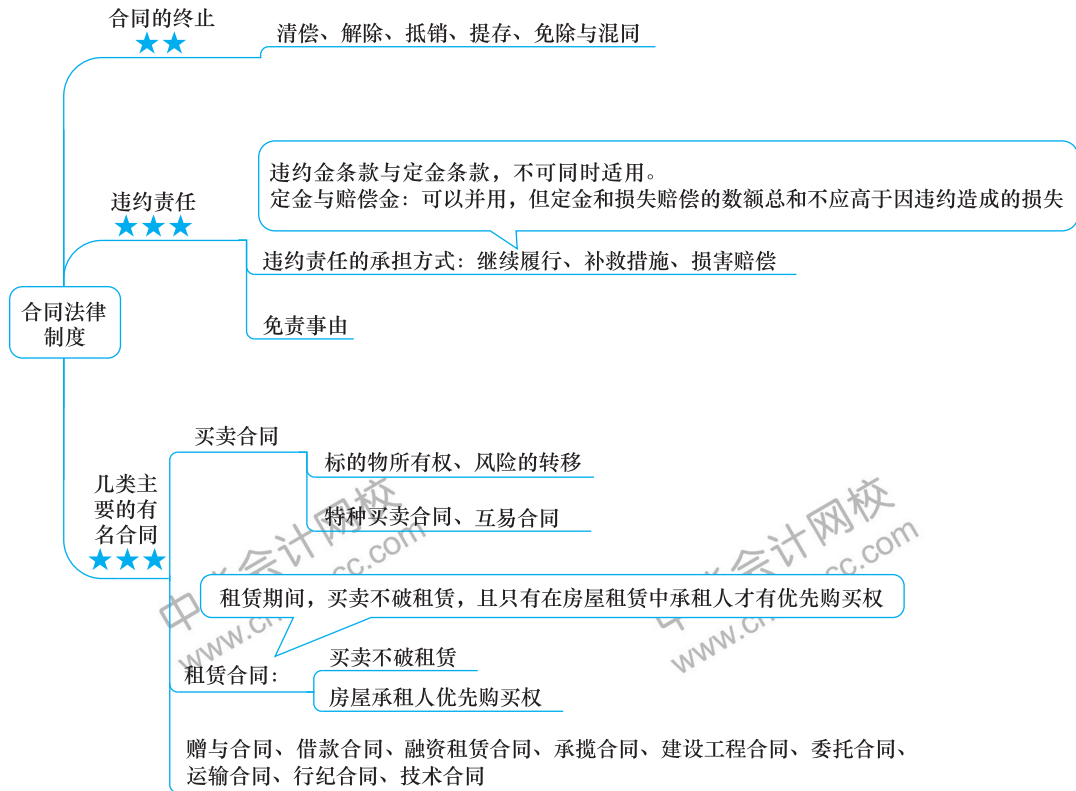 合同的终止
★★
清偿、解除、抵销、提存、免除与混同
违约金条款与定金条款，不可同时适用。
定金与赔偿金：可以并用，但定金和损失赔偿的数额总和不应高于因违约造成的损失
违约责任
★★★
违约责任的承担方式：继续履行、补救措施、损害赔偿
免责事由
合同法律
制度
几类主
要的有
名合同
★★★
买卖合同
标的物所有权、风险的转移
特种买卖合同、互易合同
租赁期间，买卖不破租赁，且只有在房屋租赁中承租人才有优先购买权
租赁合同：
买卖不破租赁
房屋承租人优先购买权
赠与合同、借款合同、融资租赁合同、承揽合同、建设工程合同、委托合同、
运输合同、行纪合同、技术合同